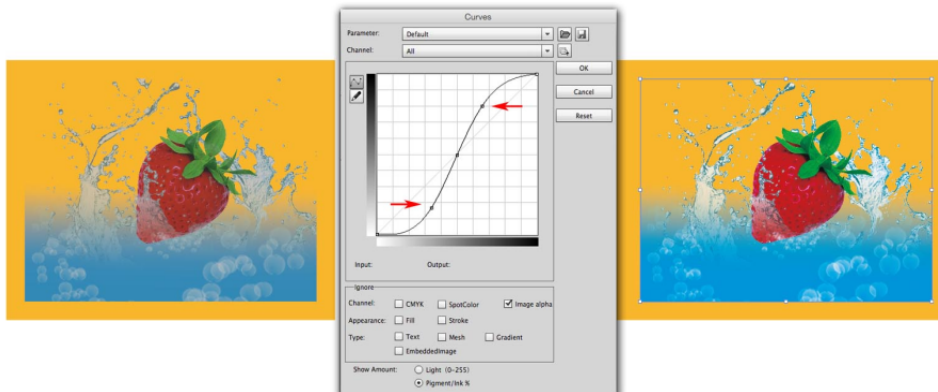 Curves
Parameter: Default
Channel: All
OK
Cancel
Reset
Input: Output:
Ignore
Channel: CMYK SpotColor Image alpha
Appearance: Fill Stroke
Type: Text Mesh Gradient
EmbeddedImage
Show Amount: Light (0-255)
Pigment/Ink %